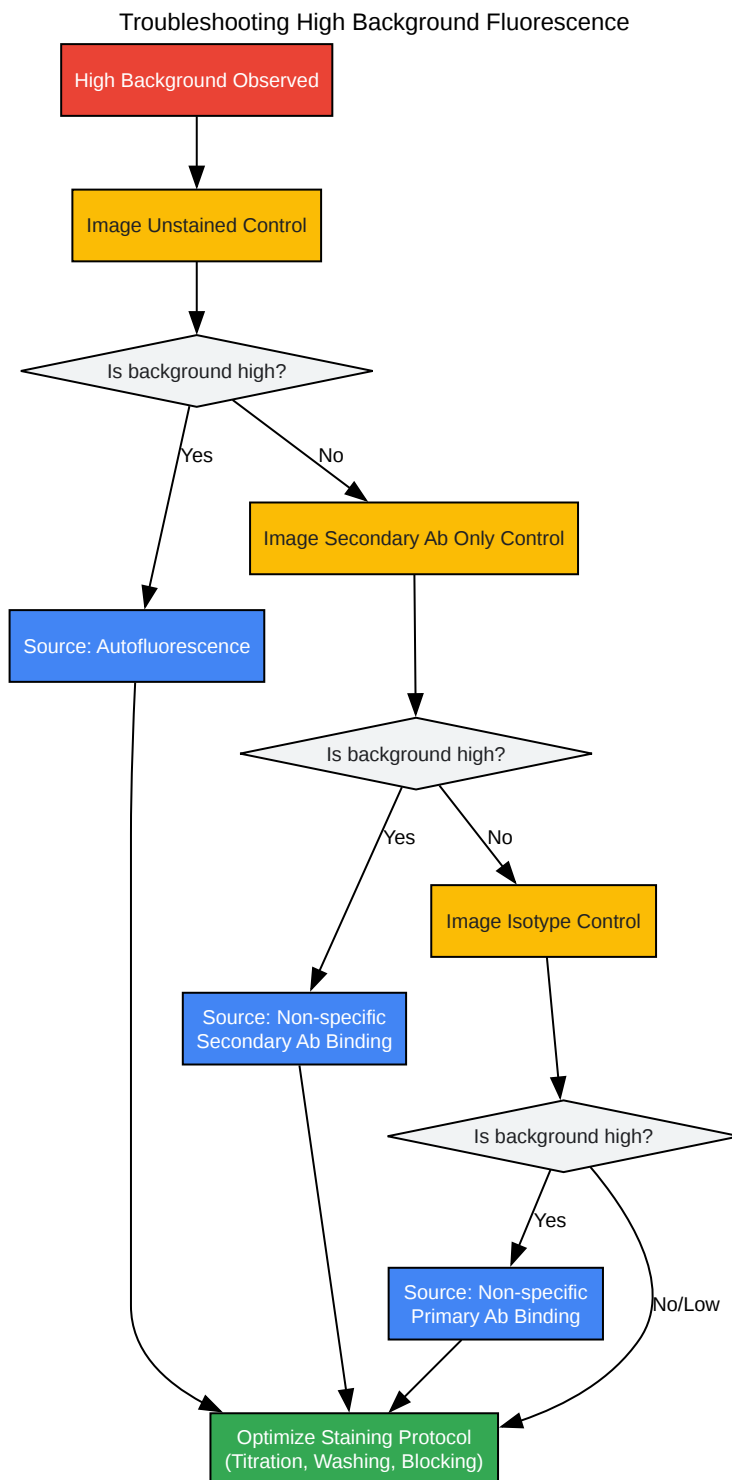 Troubleshooting High Background Fluorescence
High Background Observed
Image Unstained Control
Is background high?
Yes
No
Image Secondary Ab Only Control
Source: Autofluorescence
Is background high?
Yes
No
Image Isotype Control
Source: Non-specific
Secondary Ab Binding
Is background high?
Yes
Source: Non-specific
Primary Ab Binding
No/Low
Optimize Staining Protocol
(Titration, Washing, Blocking)